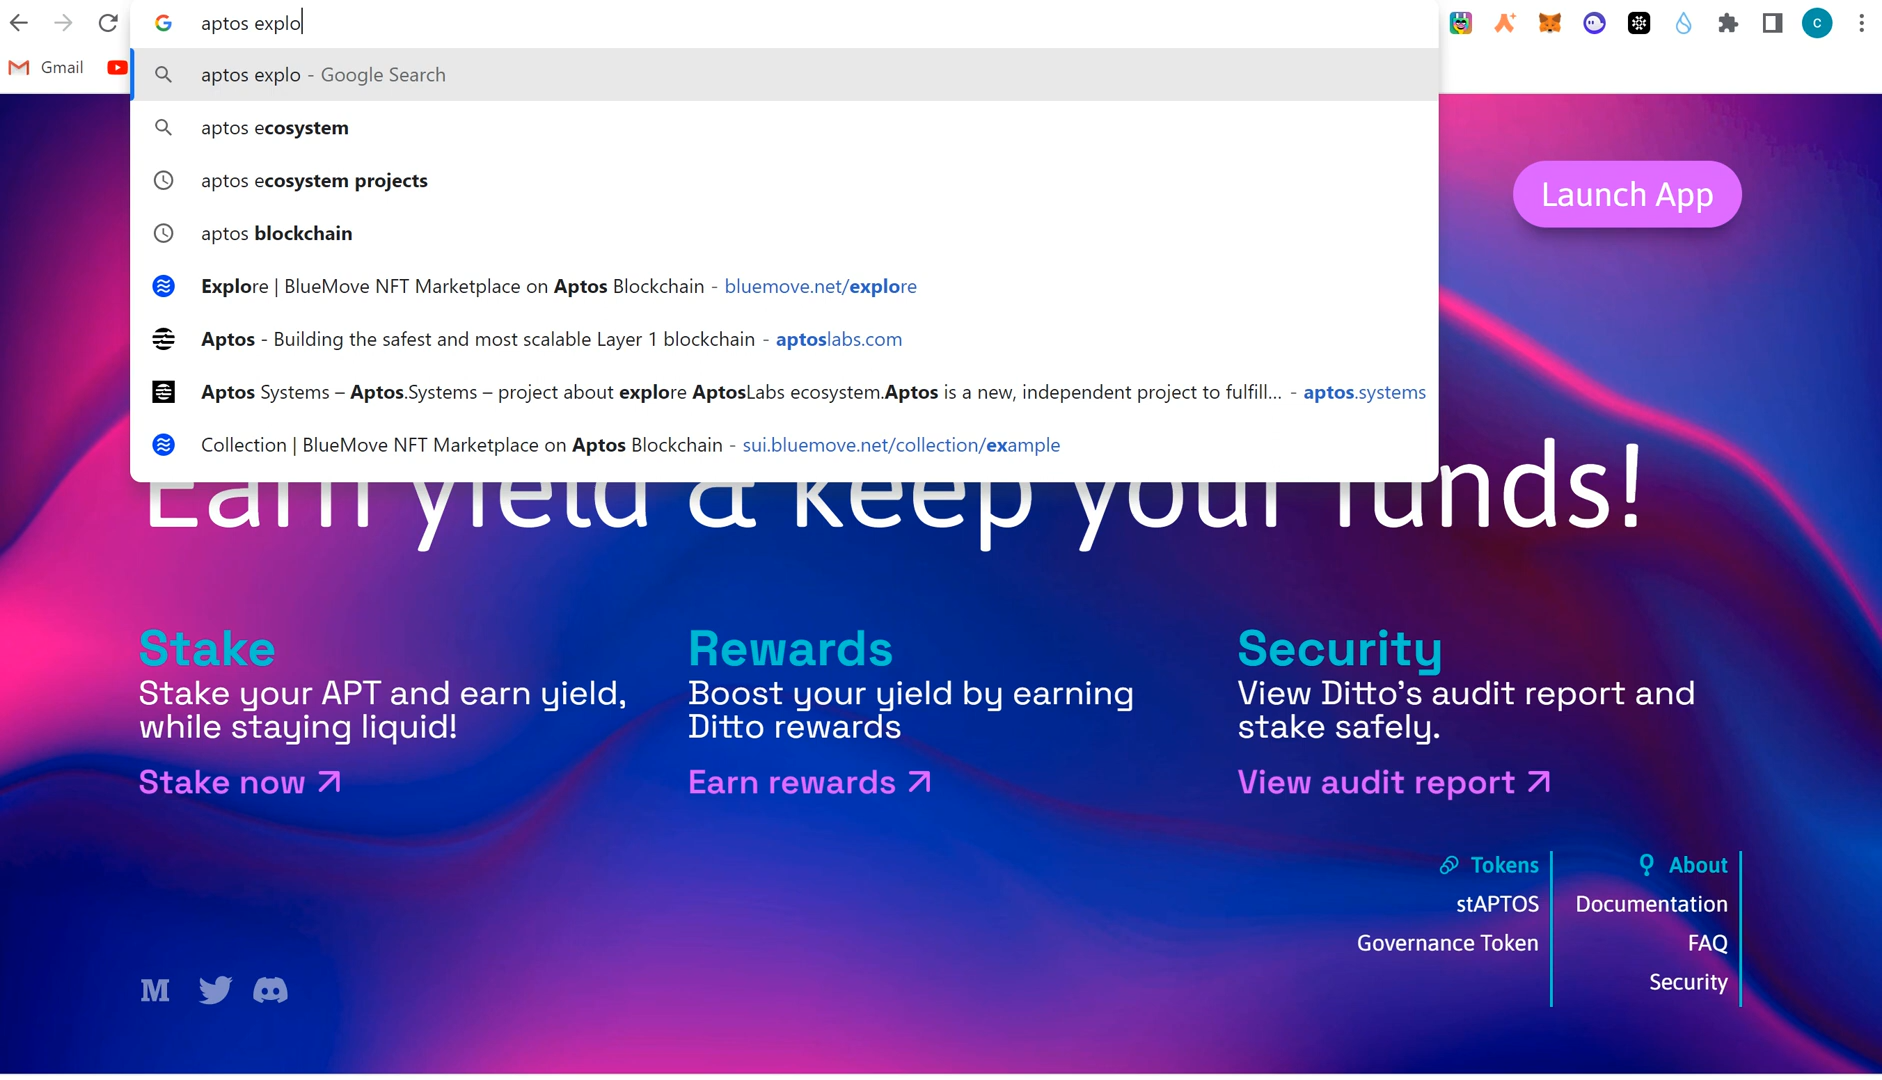 aptos explo
C
Gmail
aptos explo - Google Search
aptos ecosystem
aptos ecosystem projects
aptos blockchain
Explore | BlueMove NFT Marketplace on Aptos Blockchain - bluemove.net/explore
Aptos - Building the safest and most scalable Layer 1 blockchain - aptoslabs.com
Aptos Systems – Aptos.Systems – project about explore AptosLabs ecosystem.Aptos is a new, independent project to fulfill... - aptos.systems
Collection | BlueMove NFT Marketplace on Aptos Blockchain - sui.bluemove.net/collection/example
Launch App
Earn yield & keep your funds!
Stake
Stake your APT and earn yield,
while staying liquid!
Stake now
Rewards
Boost your yield by earning
Ditto rewards
Earn rewards
Security
View Ditto's audit report and
stake safely.
View audit report
Tokens
stAPTOS
Governance Token
About
Documentation
FAQ
Security
M